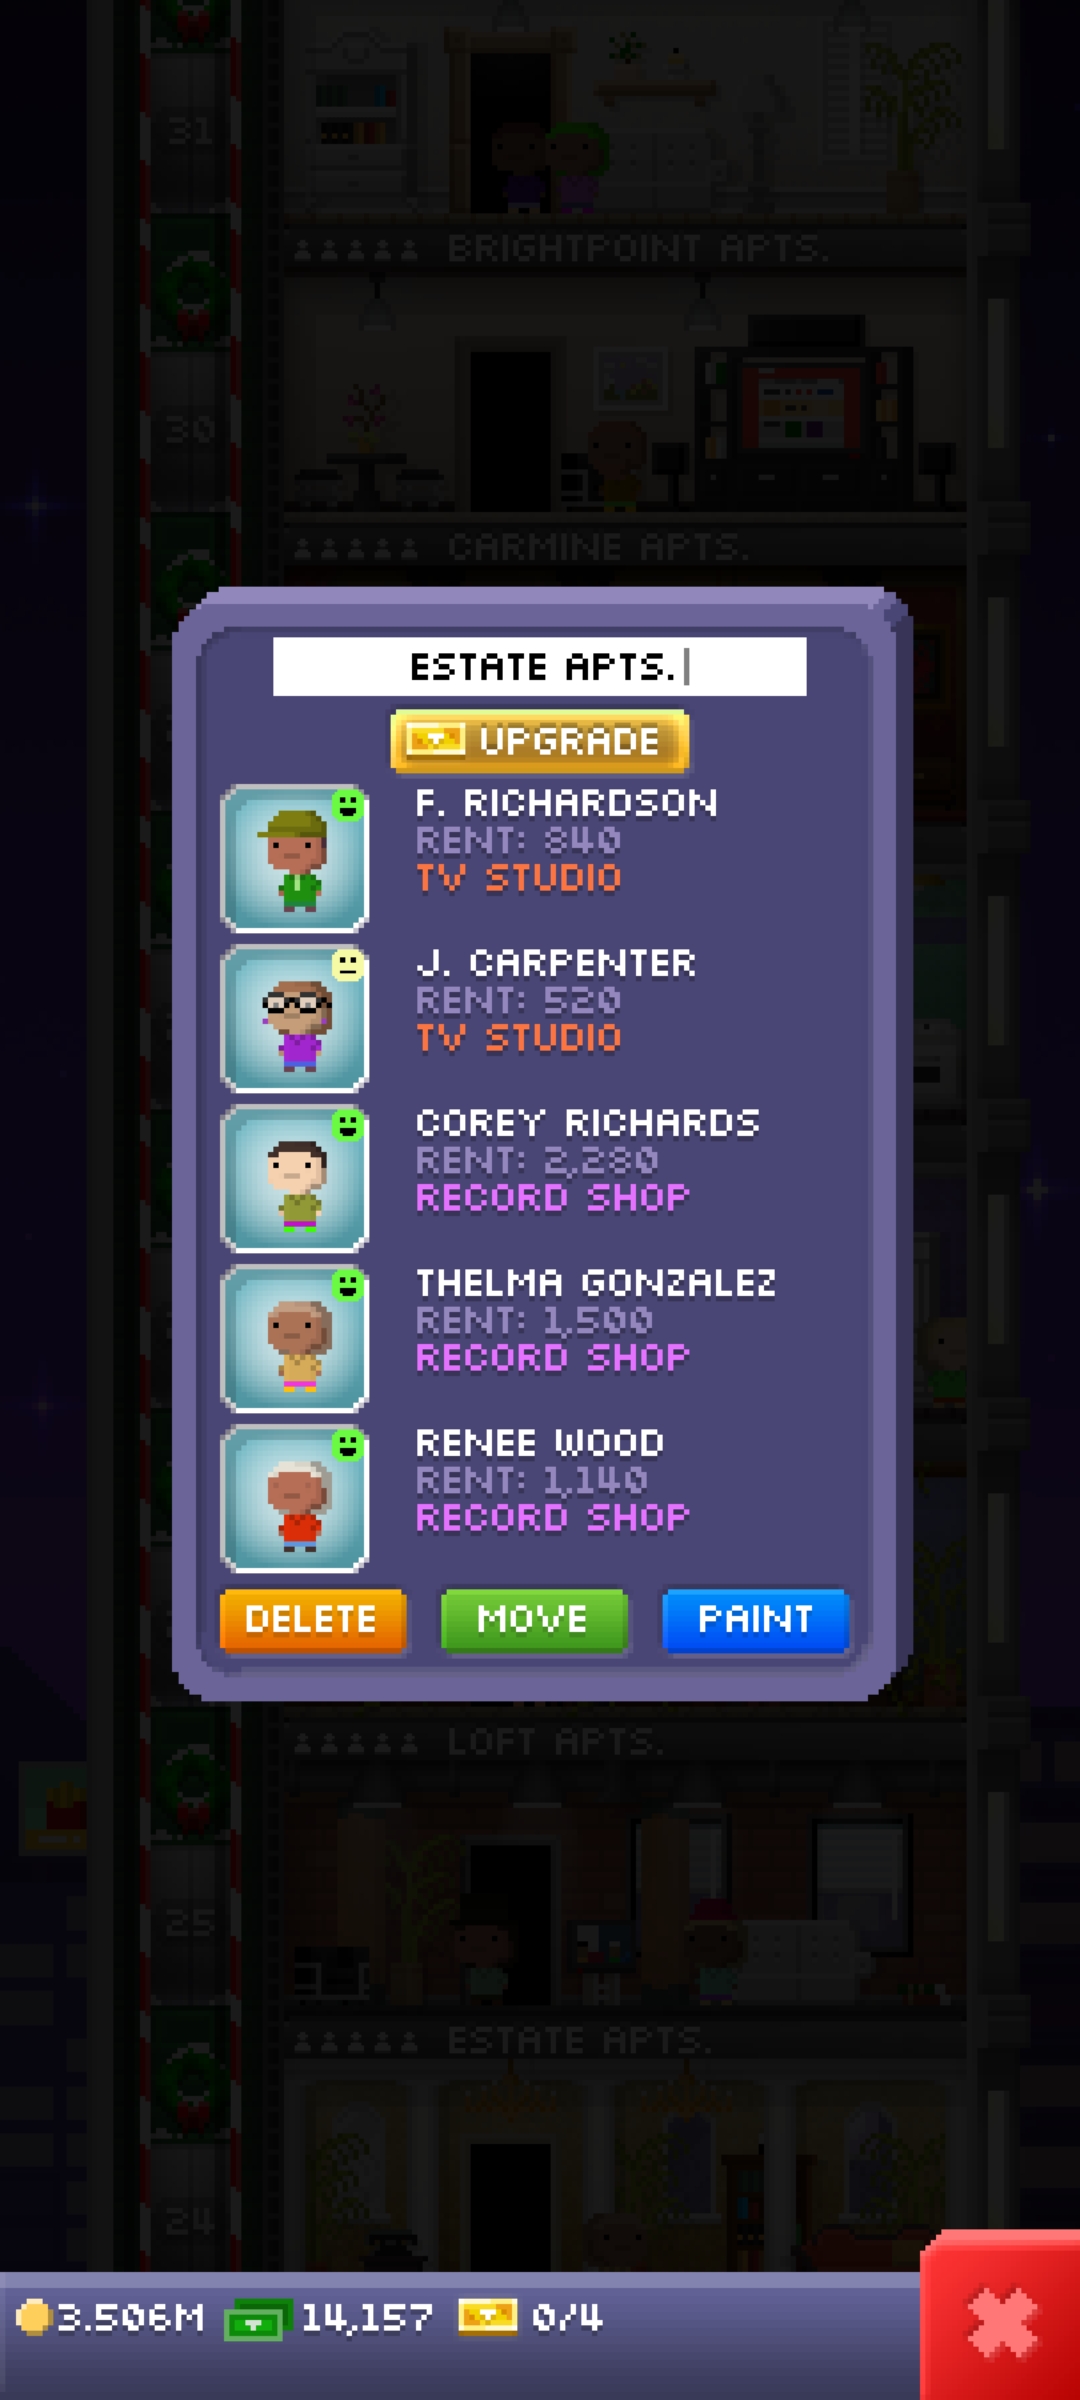 31
BRIGHTPOINT APTS.
30
CARMINE APTS.
ESTATE APTS.
UPGRADE
F. RICHARDSON
RENT: 840
TV STUDIO
J. CARPENTER
RENT: 520
TV STUDIO
COREY RICHARDS
RENT: 2,280
RECORD SHOP
THELMA GONZALEZ
RENT: 1,500
RECORD SHOP
RENEE WOOD
RENT: 1,140
RECORD SHOP
DELETE MOVE PAINT
LOFT APTS.
25
ESTATE APTS.
24
3.506M 14,157 0/4